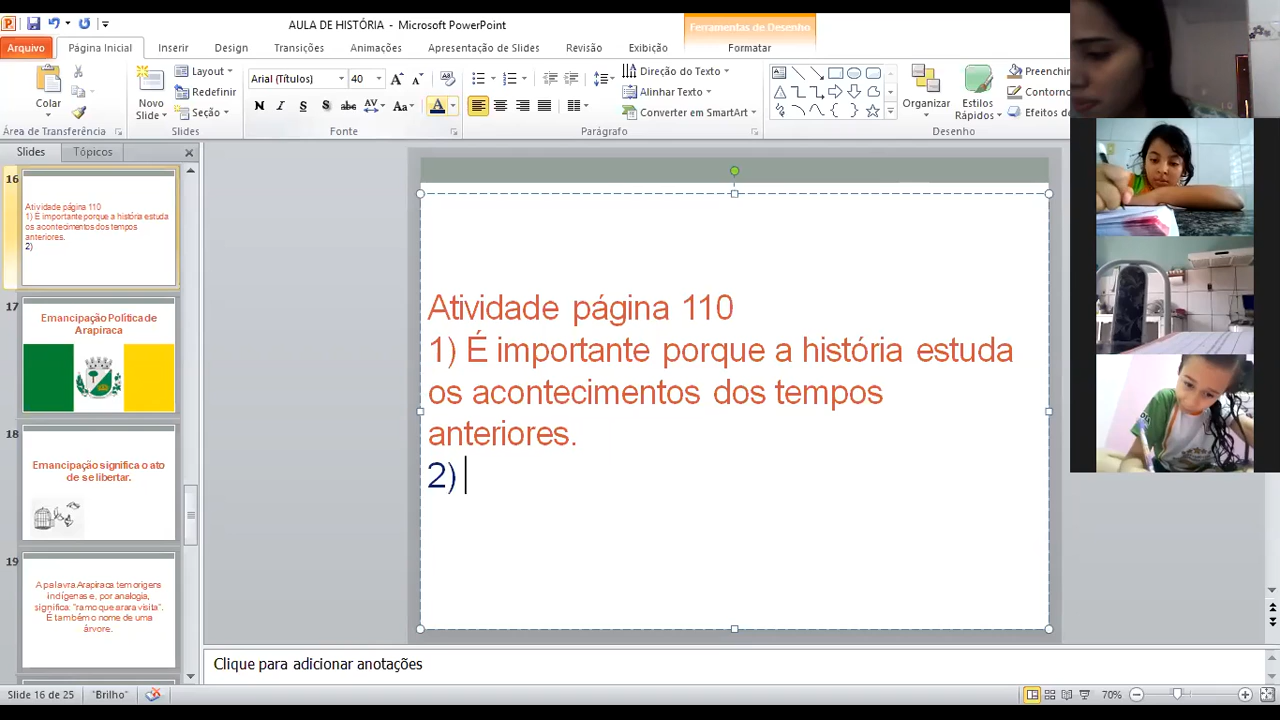 AULA DE HISTÓRIA - Microsoft PowerPoint
Ferramentas de Desenho
Arquivo Página Inicial Inserir Design Transições Animações Apresentação de Slides Revisão Exibição Formatar
Colar
Novo Slide
Layout
Redefinir
Seção
Arial (Títulos) 40
N I S S abc AV Aa A
Direção do Texto
Alinhar Texto
Converter em SmartArt
Organizar
Estilos Rápidos
Preenchi
Contorno
Efeitos d
Área de Transferência Slides Fonte Parágrafo Desenho
Slides Tópicos
16
Atividade página 110
1) É importante porque a história estuda
os acontecimentos dos tempos
anteriores.
2)
17
Emancipação Política de
Arapiraca
18
Emancipação significa o ato
de se libertar.
19
A palavra Arapiraca tem origens
indígenas e, por analogia,
significa: "ramo que arara visita".
É também o nome de uma
árvore.
Atividade página 110
1) É importante porque a história estuda
os acontecimentos dos tempos
anteriores.
2)
Clique para adicionar anotações
Slide 16 de 25 "Brilho" 70%